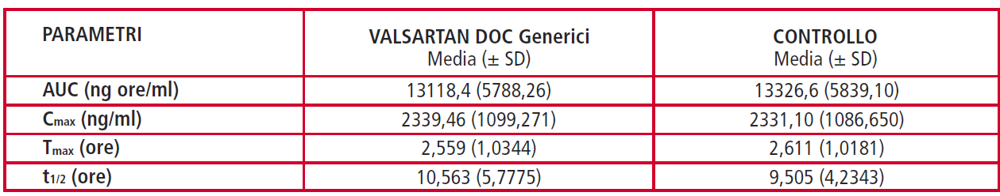 PARAMETRI VALSARTAN DOC Generici CONTROLLO
Media (± SD) Media (± SD)
AUC (ng ore/ml) 13118,4 (5788,26) 13326,6 (5839,10)
Cmax (ng/ml) 2339,46 (1099,271) 2331,10 (1086,650)
Tmax (ore) 2,559 (1,0344) 2,611 (1,0181)
t1/2 (ore) 10,563 (5,7775) 9,505 (4,2343)